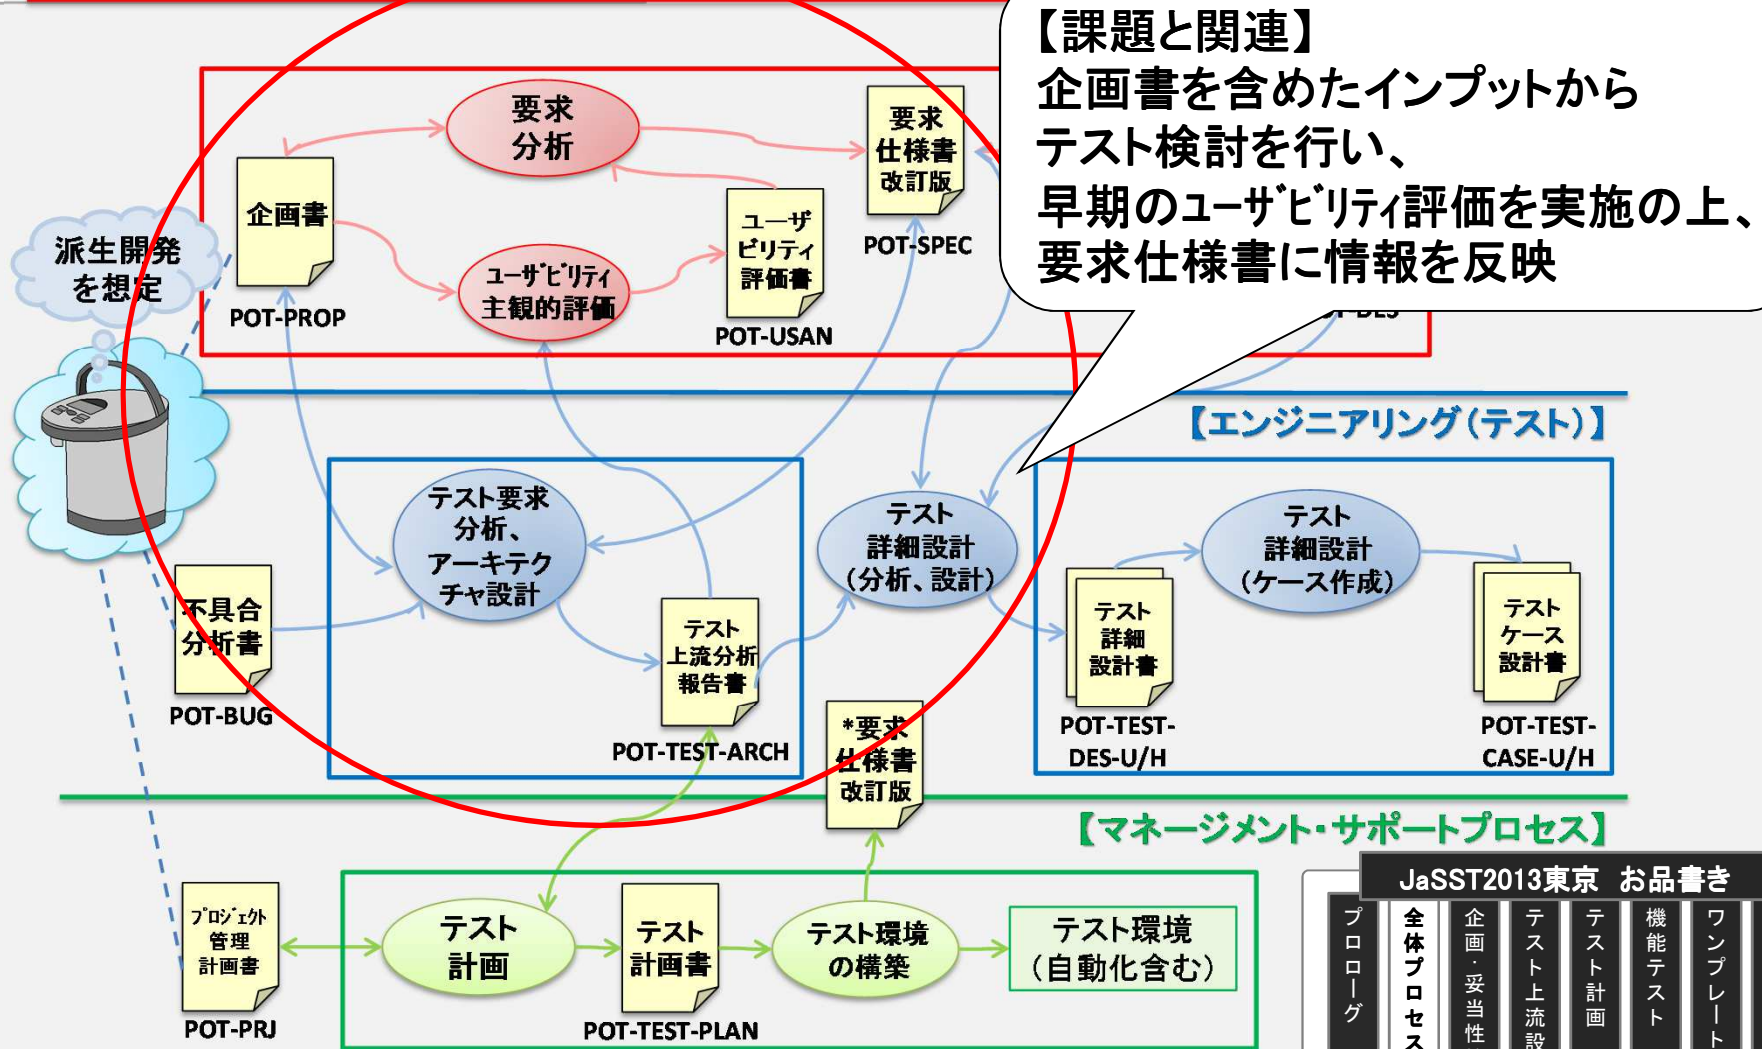 【課題と関連】
企画書を含めたインプットから
テスト検討を行い、
早期のユーザビリティ評価を実施の上、
要求仕様書に情報を反映
要求
分析
要求
仕様書
改訂版
POT-SPEC
企画書
POT-PROP
ユーザ
ビリティ
評価書
POT-USAN
ユーザビリティ
主観的評価
派生開発
を想定
【エンジニアリング(テスト)】
テスト要求
分析、
アーキテク
チャ設計
テスト
詳細設計
(分析、設計)
テスト
詳細設計
(ケース作成)
不具合
分析書
POT-BUG
テスト
上流分析
報告書
POT-TEST-ARCH
テスト
詳細
設計書
POT-TEST-
DES-U/H
テスト
ケース
設計書
POT-TEST-
CASE-U/H
*要求
仕様書
改訂版
【マネージメント・サポートプロセス】
プロジェクト
管理
計画書
POT-PRJ
テスト
計画
テスト
計画書
POT-TEST-PLAN
テスト環境
の構築
テスト環境
(自動化含む)
JaSST2013東京 お品書き
プロローグ
全体プロセス
企画・妥当性
テスト上流設
テスト計画
機能テスト
ワンプレート